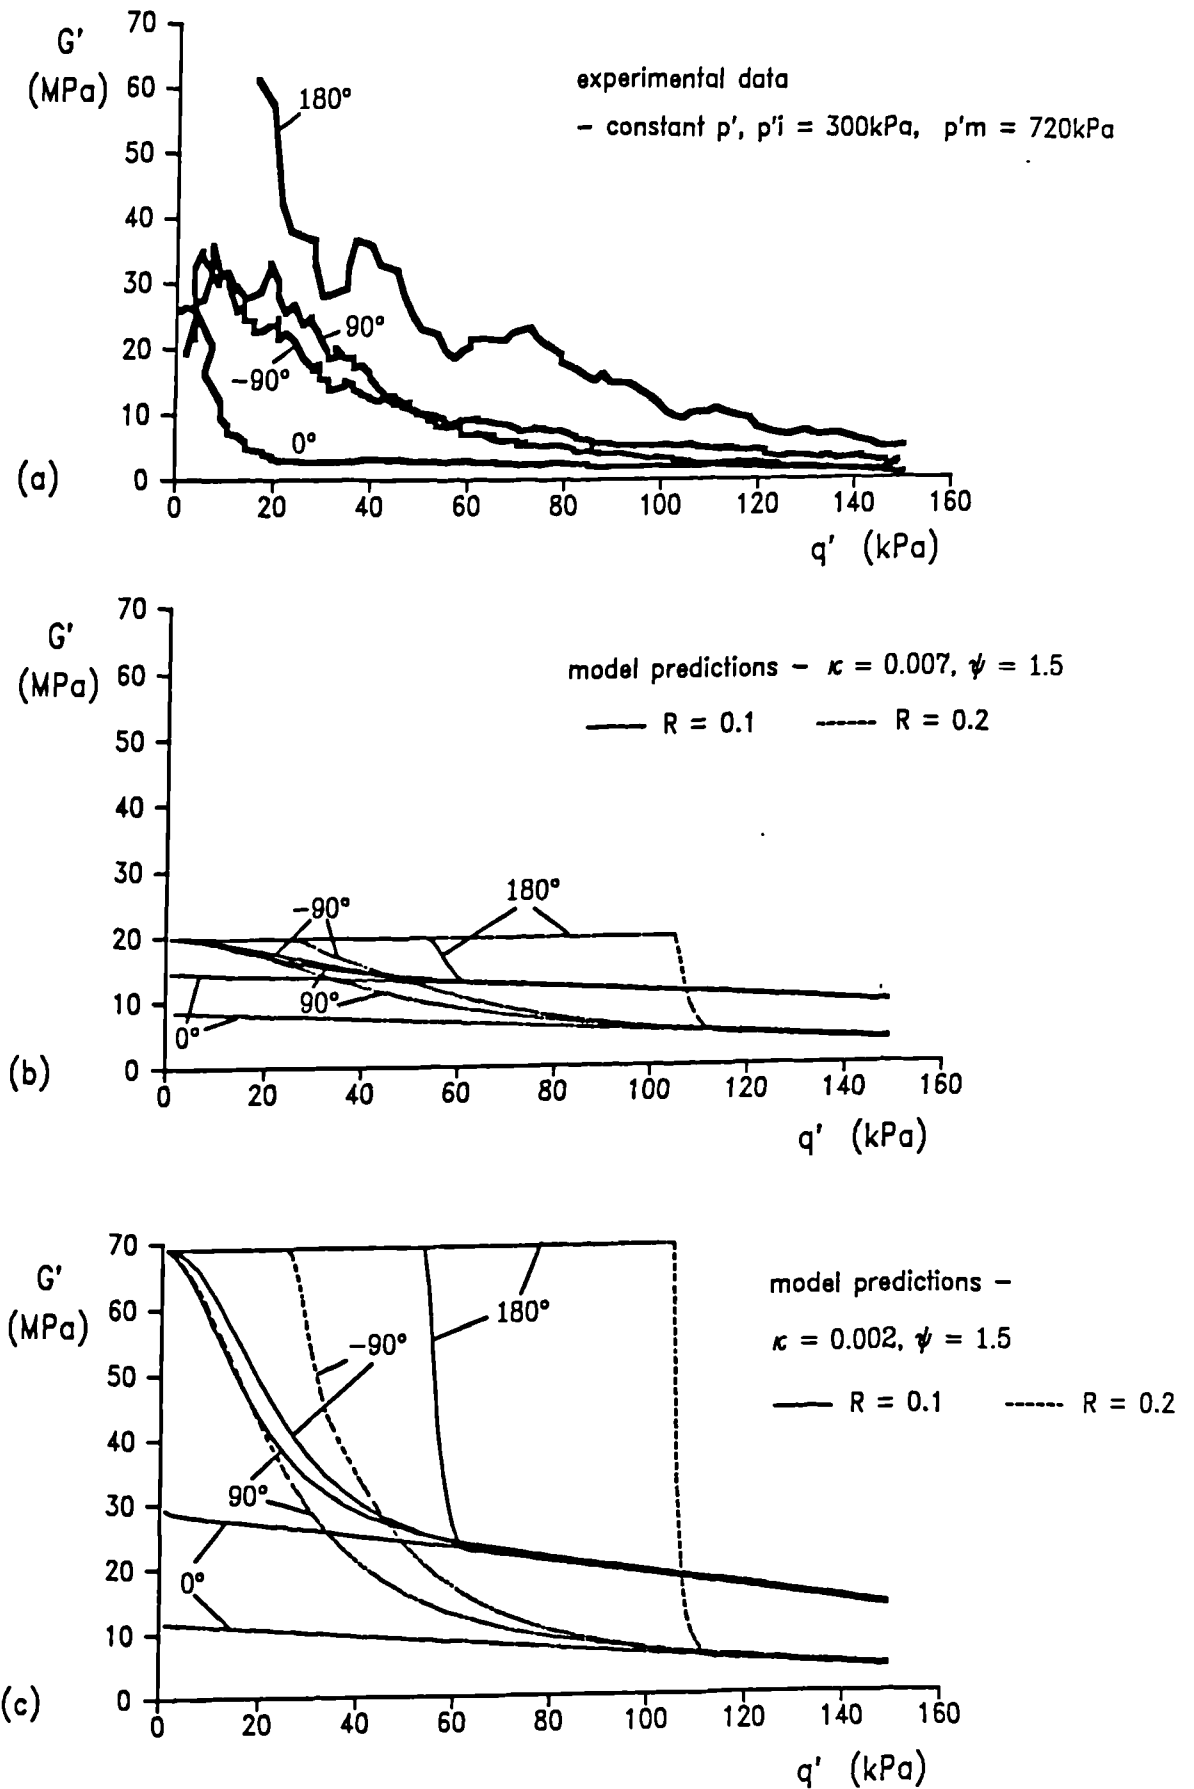 G'
(MPa)
70
60
50
40
30
20
10
0
experimental data
– constant p', p'i = 300kPa, p'm = 720kPa
180°
90°
–90°
0°
(a)
0 20 40 60 80 100 120 140 160
q' (kPa)
G'
(MPa)
70
60
50
40
30
20
10
0
model predictions – κ = 0.007, ψ = 1.5
R = 0.1 R = 0.2
180°
–90°
90°
0°
(b)
0 20 40 60 80 100 120 140 160
q' (kPa)
G'
(MPa)
70
60
50
40
30
20
10
0
model predictions –
κ = 0.002, ψ = 1.5
R = 0.1 R = 0.2
180°
–90°
90°
0°
(c)
0 20 40 60 80 100 120 140 160
q' (kPa)